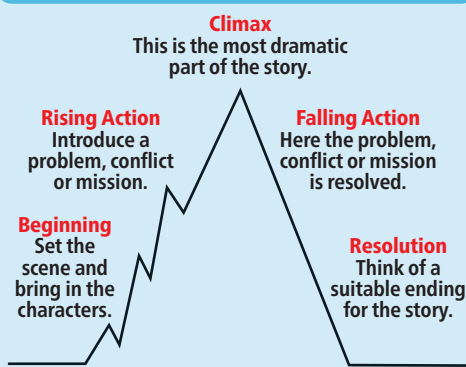 Climax
This is the most dramatic
part of the story.
Rising Action
Introduce a
problem, conflict
or mission.
Falling Action
Here the problem,
conflict or mission
is resolved.
Beginning
Set the
scene and
bring in the
characters.
Resolution
Think of a
suitable ending
for the story.